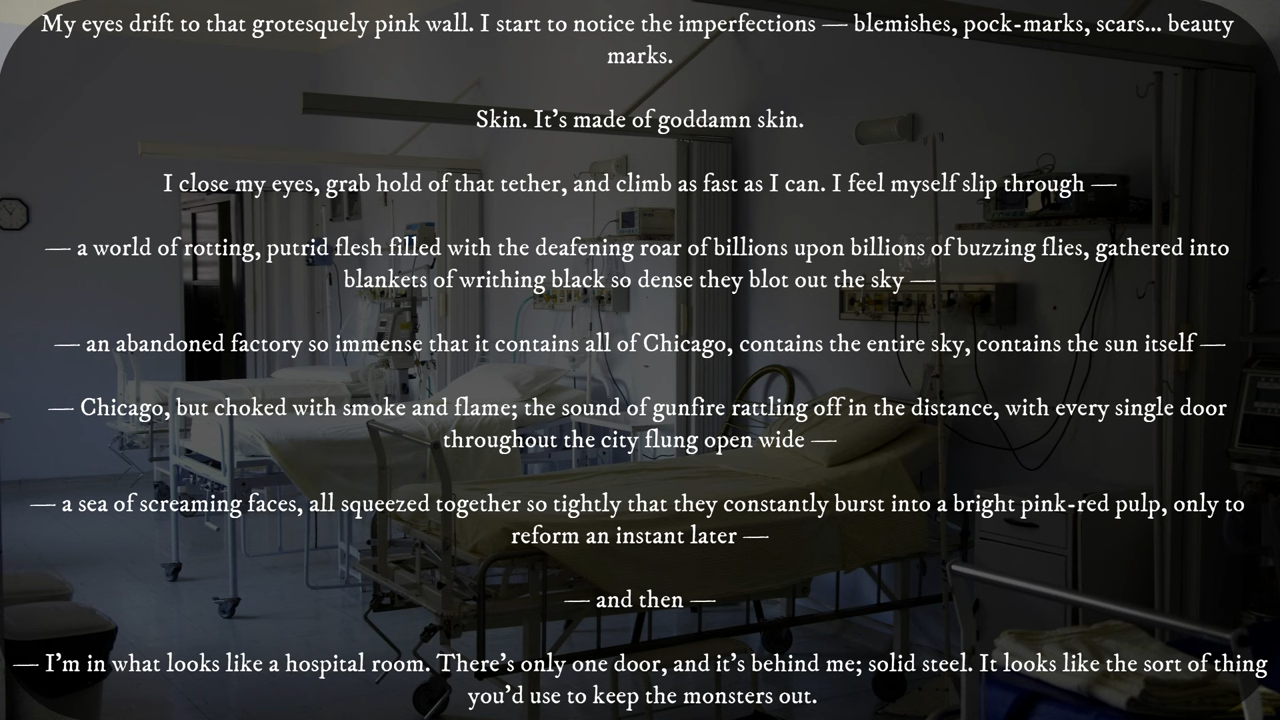 My eyes drift to that grotesquely pink wall. I start to notice the imperfections — blemishes, pock-marks, scars... beauty
marks.
Skin. It's made of goddamn skin.
I close my eyes, grab hold of that tether, and climb as fast as I can. I feel myself slip through —
— a world of rotting, putrid flesh filled with the deafening roar of billions upon billions of buzzing flies, gathered into
blankets of writhing black so dense they blot out the sky —
— an abandoned factory so immense that it contains all of Chicago, contains the entire sky, contains the sun itself —
— Chicago, but choked with smoke and flame; the sound of gunfire rattling off in the distance, with every single door
throughout the city flung open wide —
— a sea of screaming faces, all squeezed together so tightly that they constantly burst into a bright pink-red pulp, only to
reform an instant later —
— and then —
— I'm in what looks like a hospital room. There's only one door, and it's behind me; solid steel. It looks like the sort of thing
you'd use to keep the monsters out.